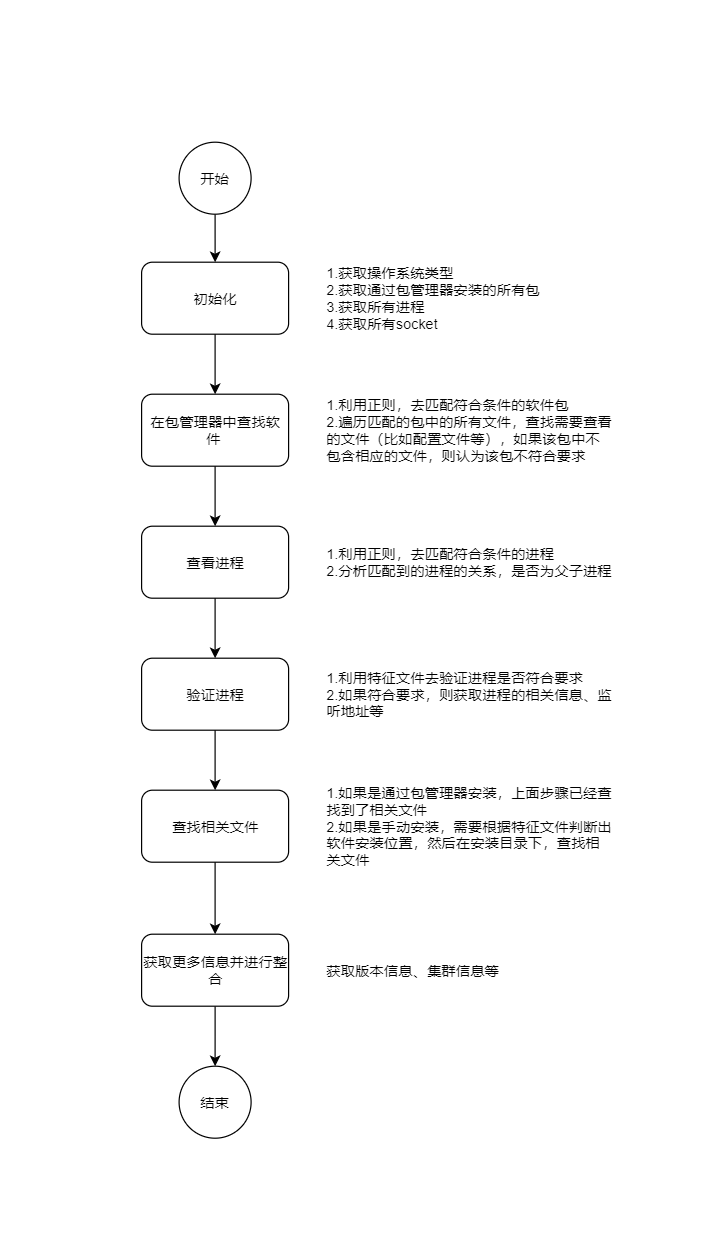 开始
初始化
1.获取操作系统类型
2.获取通过包管理器安装的所有包
3.获取所有进程
4.获取所有socket
在包管理器中查找软
件
1.利用正则，去匹配符合条件的软件包
2.遍历匹配的包中的所有文件，查找需要查看
的文件（比如配置文件等），如果该包中不
包含相应的文件，则认为该包不符合要求
查看进程
1.利用正则，去匹配符合条件的进程
2.分析匹配到的进程的关系，是否为父子进程
验证进程
1.利用特征文件去验证进程是否符合要求
2.如果符合要求，则获取进程的相关信息、监
听地址等
查找相关文件
1.如果是通过包管理器安装，上面步骤已经查
找到了相关文件
2.如果是手动安装，需要根据特征文件判断出
软件安装位置，然后在安装目录下，查找相
关文件
获取更多信息并进行整
合
获取版本信息、集群信息等
结束